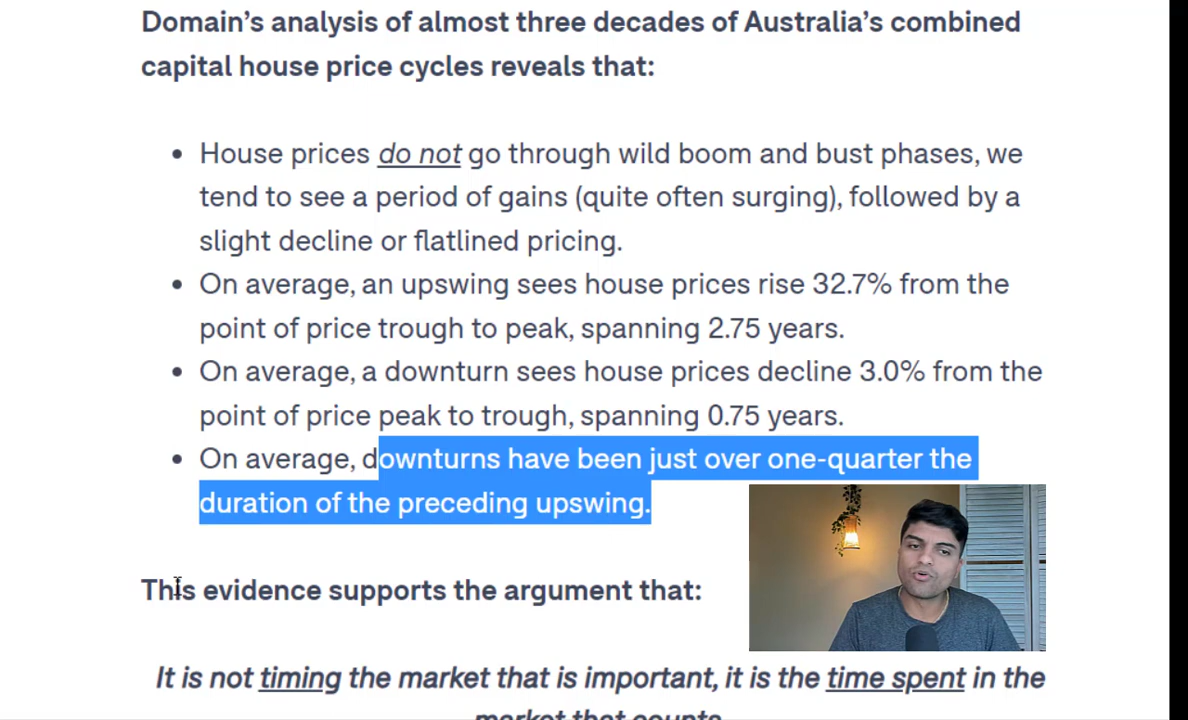 Domain’s analysis of almost three decades of Australia’s combined
capital house price cycles reveals that:
• House prices do not go through wild boom and bust phases, we
tend to see a period of gains (quite often surging), followed by a
slight decline or flatlined pricing.
• On average, an upswing sees house prices rise 32.7% from the
point of price trough to peak, spanning 2.75 years.
• On average, a downturn sees house prices decline 3.0% from the
point of price peak to trough, spanning 0.75 years.
• On average, downturns have been just over one-quarter the
duration of the preceding upswing.
This evidence supports the argument that:
It is not timing the market that is important, it is the time spent in the
market that counts